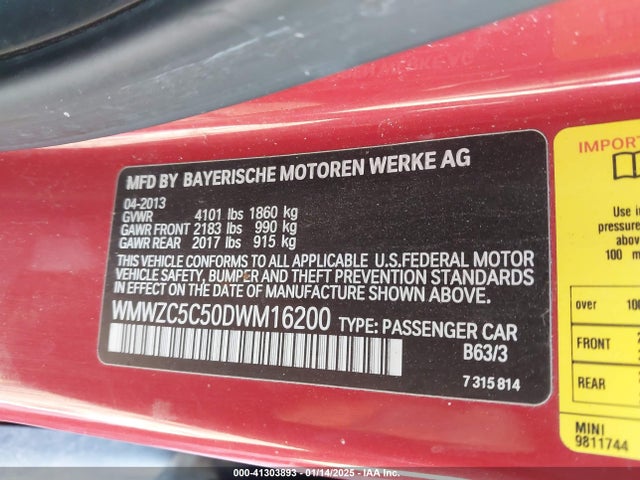 MFD BY BAYERISCHE MOTOREN WERKE AG
04-2013
GVWR 4101 lbs 1860 kg
GAWR FRONT 2183 lbs 990 kg
GAWR REAR 2017 lbs 915 kg
THIS VEHICLE CONFORMS TO ALL APPLICABLE U.S.FEDERAL MOTOR
VEHICLE SAFETY, BUMPER AND THEFT PREVENTION STANDARDS
IN EFFECT ON THE DATE OF MANUFACTURE SHOWN ABOVE.
WMWZC5C50DWM16200 TYPE: PASSENGER CAR
B63/3
7 315 814
IMPORT
Use i
pressure
above
100 m
over 100
FRONT
REAR
MINI
9811744
000-41303893 - 01/14/2025 - IAA Inc.